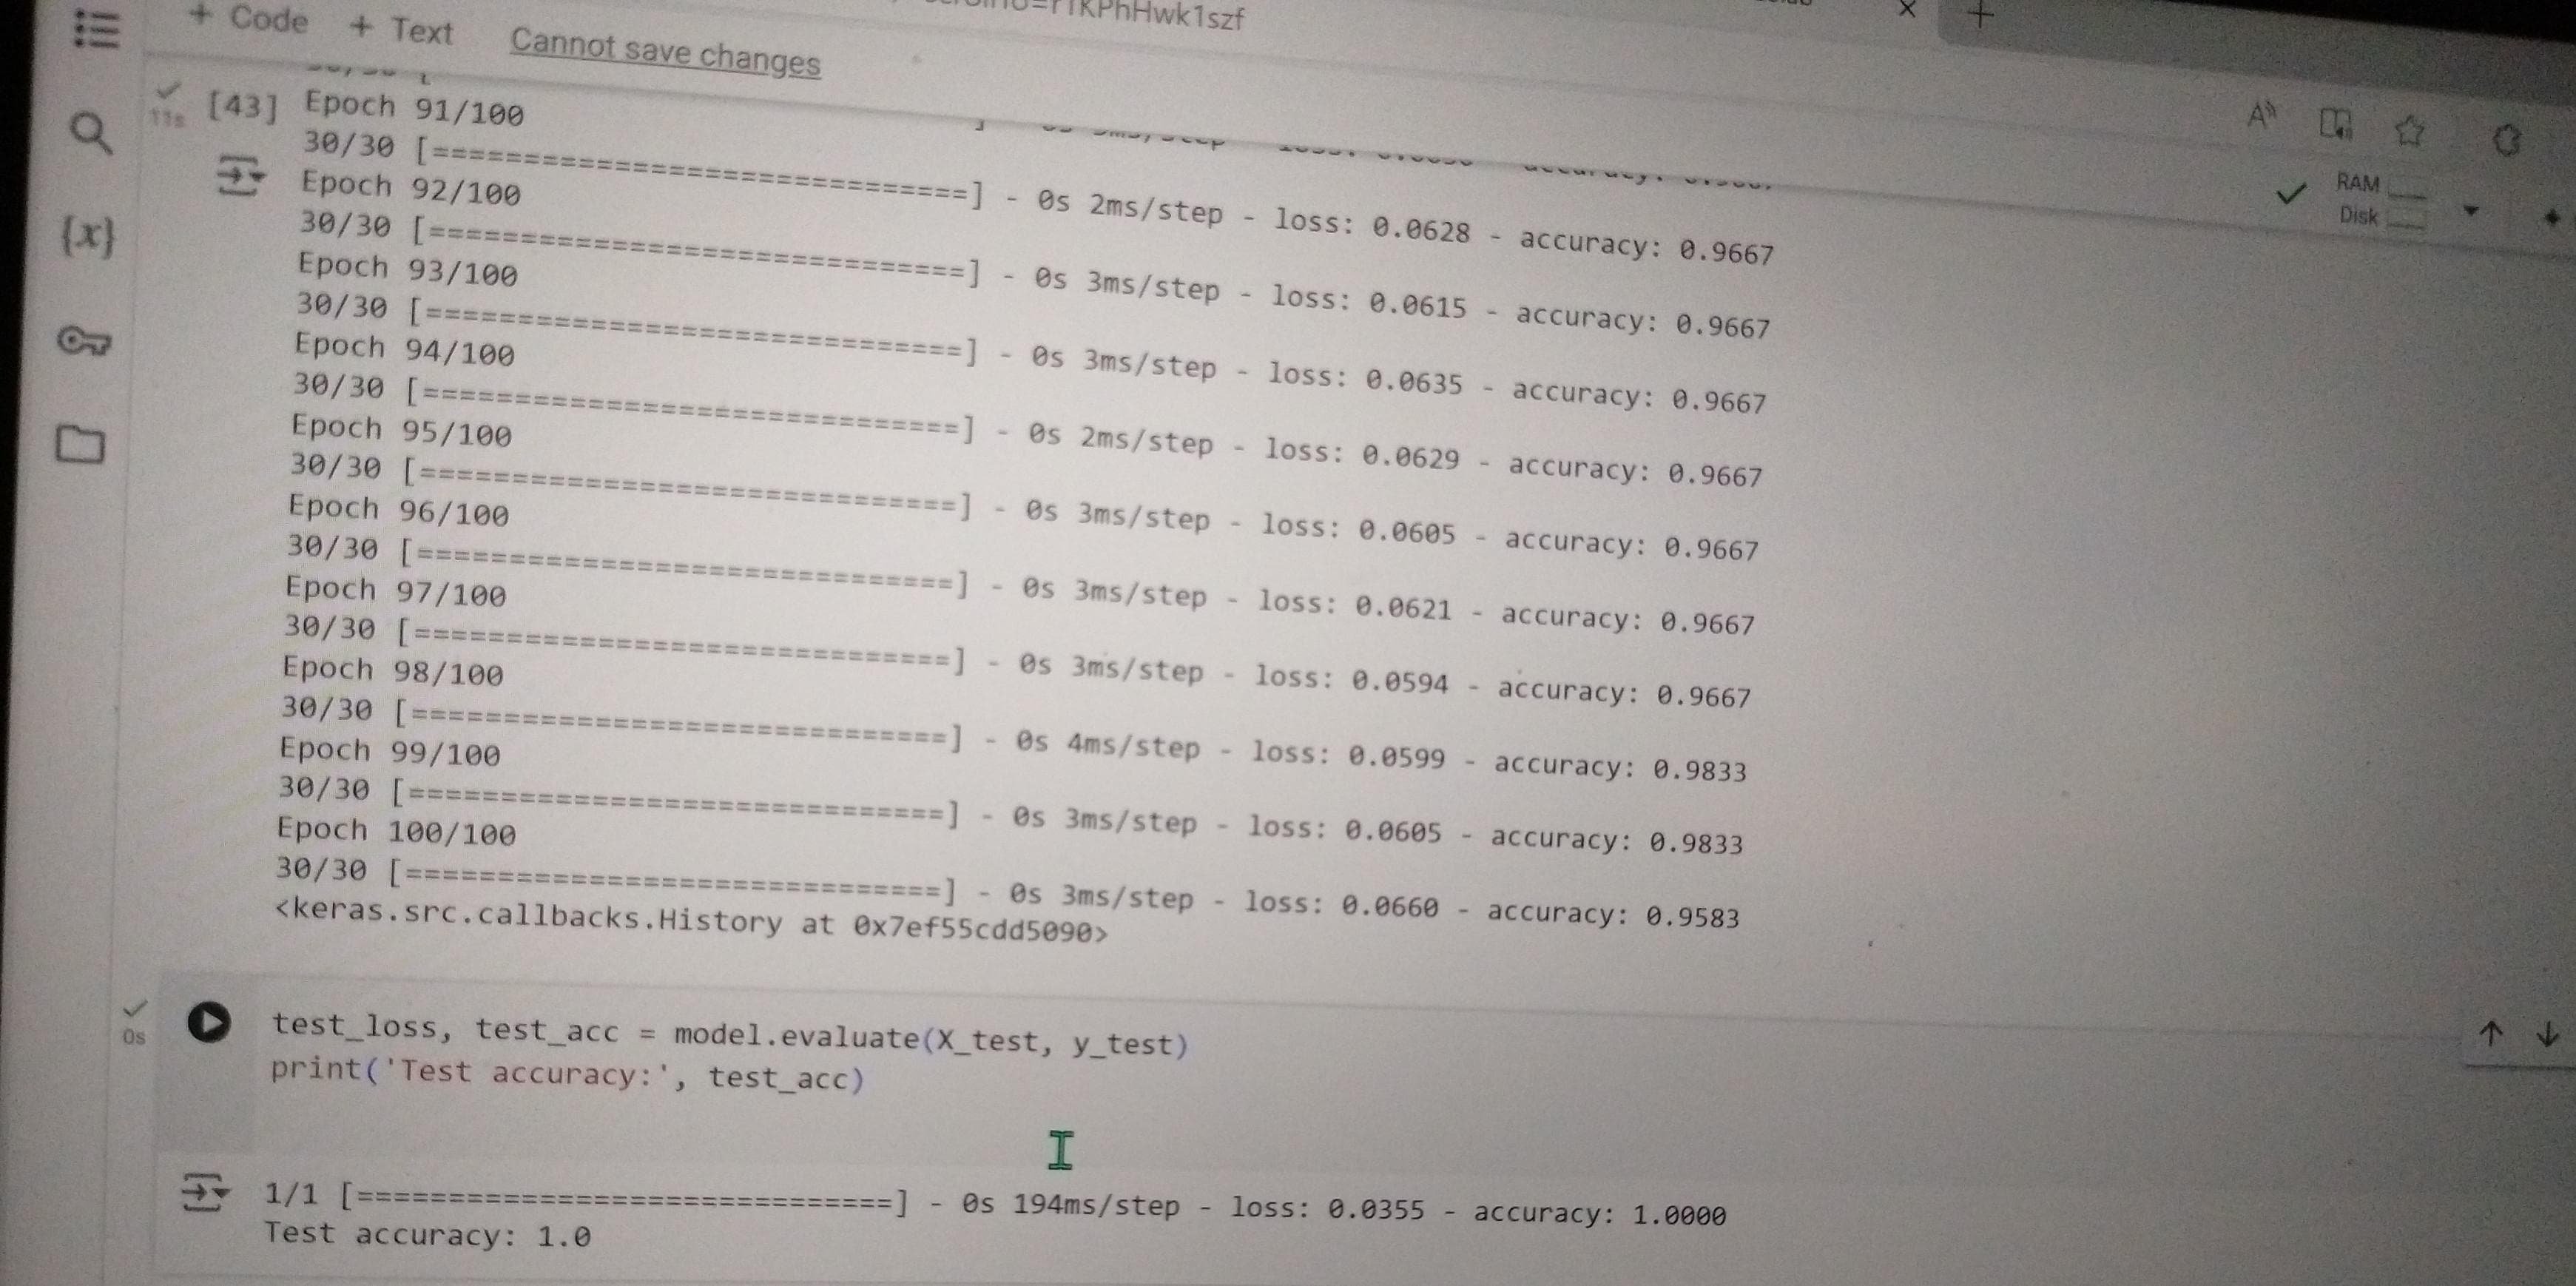 + Code + Text Cannot save changes
RAM
Disk
11s
[43] Epoch 91/100
30/30 [==============================] - 0s 2ms/step - loss: 0.0628 - accuracy: 0.9667
Epoch 92/100
30/30 [==============================] - 0s 3ms/step - loss: 0.0615 - accuracy: 0.9667
Epoch 93/100
30/30 [==============================] - 0s 3ms/step - loss: 0.0635 - accuracy: 0.9667
Epoch 94/100
30/30 [==============================] - 0s 2ms/step - loss: 0.0629 - accuracy: 0.9667
Epoch 95/100
30/30 [==============================] - 0s 3ms/step - loss: 0.0605 - accuracy: 0.9667
Epoch 96/100
30/30 [==============================] - 0s 3ms/step - loss: 0.0621 - accuracy: 0.9667
Epoch 97/100
30/30 [==============================] - 0s 3ms/step - loss: 0.0594 - accuracy: 0.9667
Epoch 98/100
30/30 [==============================] - 0s 4ms/step - loss: 0.0599 - accuracy: 0.9833
Epoch 99/100
30/30 [==============================] - 0s 3ms/step - loss: 0.0605 - accuracy: 0.9833
Epoch 100/100
30/30 [==============================] - 0s 3ms/step - loss: 0.0660 - accuracy: 0.9583
<keras.src.callbacks.History at 0x7ef55cdd5090>
0s
test_loss, test_acc = model.evaluate(X_test, y_test)
print('Test accuracy:', test_acc)
1/1 [==============================] - 0s 194ms/step - loss: 0.0355 - accuracy: 1.0000
Test accuracy: 1.0